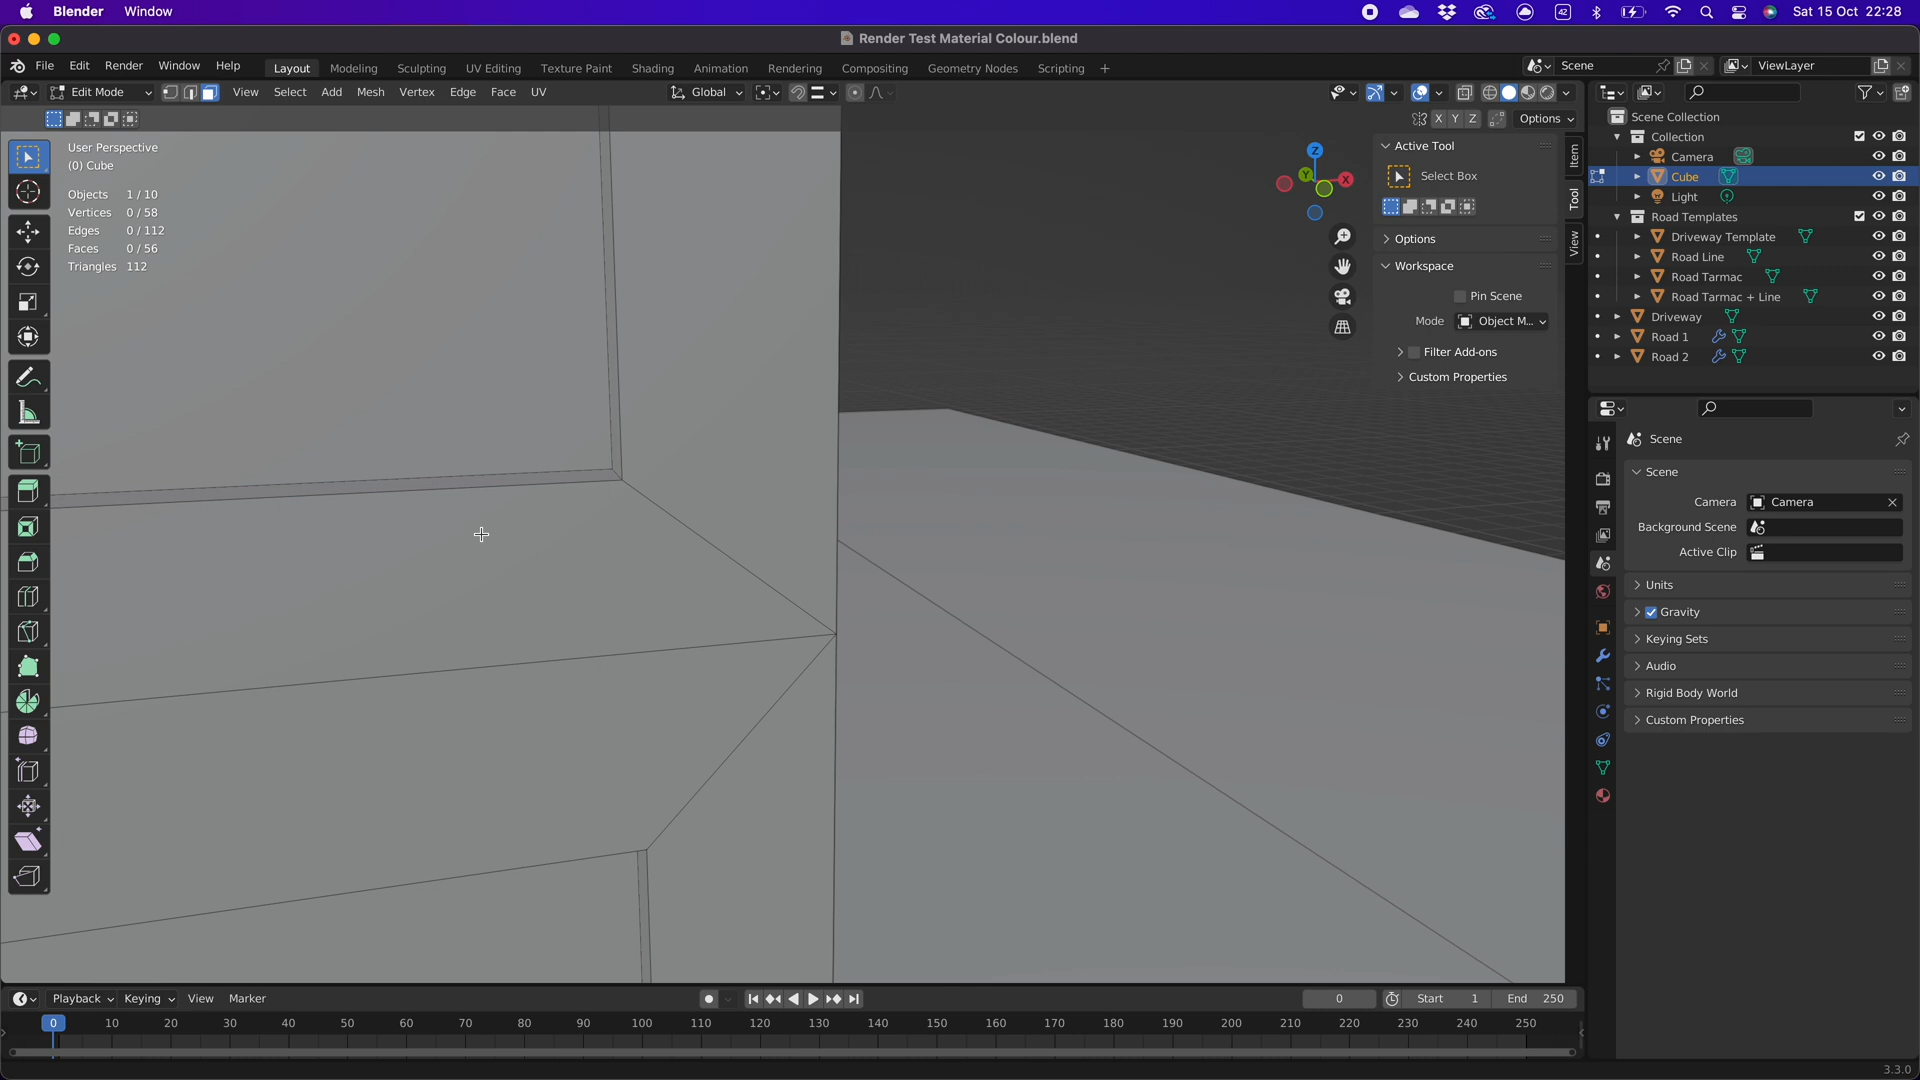 Blender Window 42 Sat 15 Oct 22:28
Render Test Material Colour.blend
File Edit Render Window Help Layout Modeling Sculpting UV Editing Texture Paint Shading Animation Rendering Compositing Geometry Nodes Scripting + Scene ViewLayer
Edit Mode View Select Add Mesh Vertex Edge Face UV Global
X Y Z Options
User Perspective
(0) Cube
Objects 1/10
Vertices 0/58
Edges 0/112
Faces 0/56
Triangles 112
Z
Y
X
Active Tool
Select Box
Options
Workspace
Pin Scene
Mode Object M...
Filter Add-ons
Custom Properties
Item
Tool
View
Scene Collection
Collection
Camera
Cube
Light
Road Templates
Driveway Template
Road Line
Road Tarmac
Road Tarmac + Line
Driveway
Road 1
Road 2
Scene
Scene
Camera Camera
Background Scene
Active Clip
Units
Gravity
Keying Sets
Audio
Rigid Body World
Custom Properties
Playback Keying View Marker 0 Start 1 End 250
0 10 20 30 40 50 60 70 80 90 100 110 120 130 140 150 160 170 180 190 200 210 220 230 240 250
3.3.0